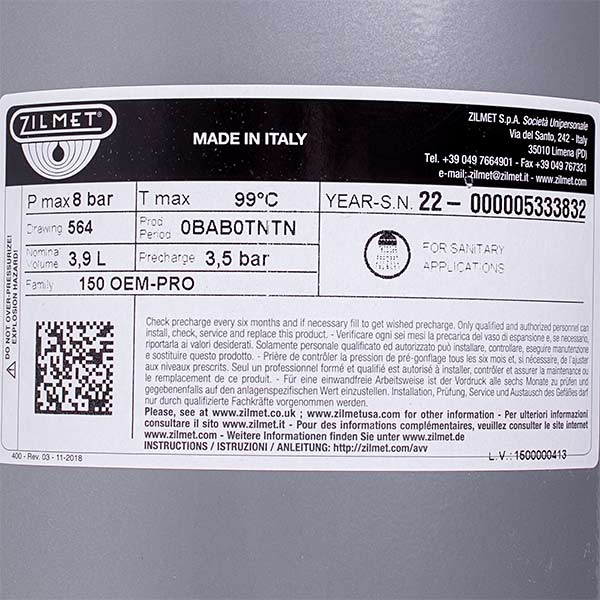 ZILMET®
MADE IN ITALY
ZILMET S.p.A. Società Unipersonale
Via del Santo, 242 - Italy
35010 Limena (PD)
Tel. +39 049 7664901 - Fax +39 049 767321
e-mail: zilmet@zilmet.it - www.zilmet.it
P max 8 bar
T max 99°C
YEAR-S.N. 22 - 000005333832
Drawing 564
Prod Period 0BAB0TNTN
Nominal Volume 3,9 L
Precharge 3,5 bar
FOR SANITARY
APPLICATIONS
Family 150 OEM-PRO
⚠ DO NOT OVER-PRESSURIZE!
EXPLOSION HAZARD!
Check precharge every six months and if necessary fill to get wished precharge. Only qualified and authorized personnel can
install, check, service and replace this product. - Verificare ogni sei mesi la precarica del vaso di espansione e, se necessario,
riportarla ai valori desiderati. Solamente personale qualificato ed autorizzato può installare, controllare, eseguire manutenzione
e sostituire questo prodotto. - Prière de contrôler la pression de pré-gonflage tous les six mois et, si nécessaire, de l'ajuster
aux niveaux prescrits. Seul un professionnel formé et qualifié est autorisé à installer, contrôler et assurer la maintenance ou
le remplacement de ce produit. - Für eine einwandfreie Arbeitsweise ist der Vordruck alle sechs Monate zu prüfen und
gegebenenfalls auf den anlagenspezifischen Wert einzustellen. Installation, Prüfung, Service und Austausch des Gefäßes darf
nur durch qualifizierte Fachkräfte vorgenommen werden.
Please, see at www.zilmet.co.uk ; www.zilmetusa.com for other information - Per ulteriori informazioni
consultare il sito www.zilmet.it - Pour des informations complémentaires, veuillez consulter le site internet
www.zilmet.com - Weitere Informationen finden Sie unter www.zilmet.de
INSTRUCTIONS / ISTRUZIONI / ANLEITUNG: http://zilmet.com/avv
400 - Rev. 03 - 11-2018
L.V.: 1500000413